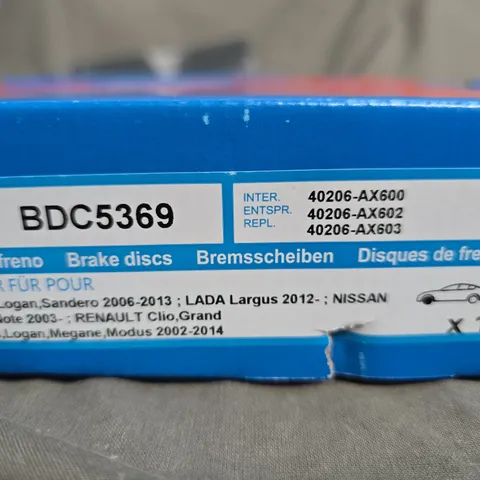 BDC5369
INTER. 40206-AX600
ENTSPR. 40206-AX602
REPL. 40206-AX603
freno Brake discs Bremsscheiben Disques de fre
R FÜR POUR
Logan,Sandero 2006-2013 ; LADA Largus 2012- ; NISSAN
Note 2003- ; RENAULT Clio,Grand
,Logan,Megane,Modus 2002-2014
X